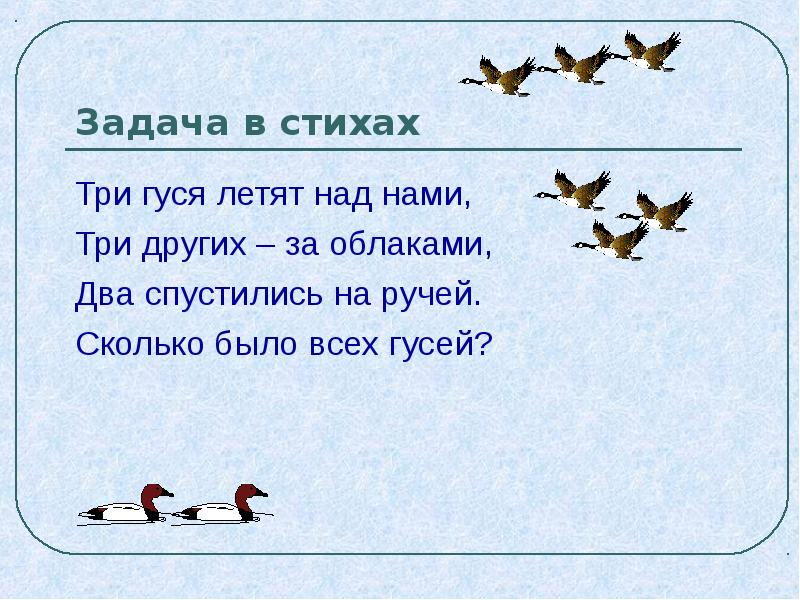 Задача в стихах
Три гуся летят над нами,
Три других – за облаками,
Два спустились на ручей.
Сколько было всех гусей?